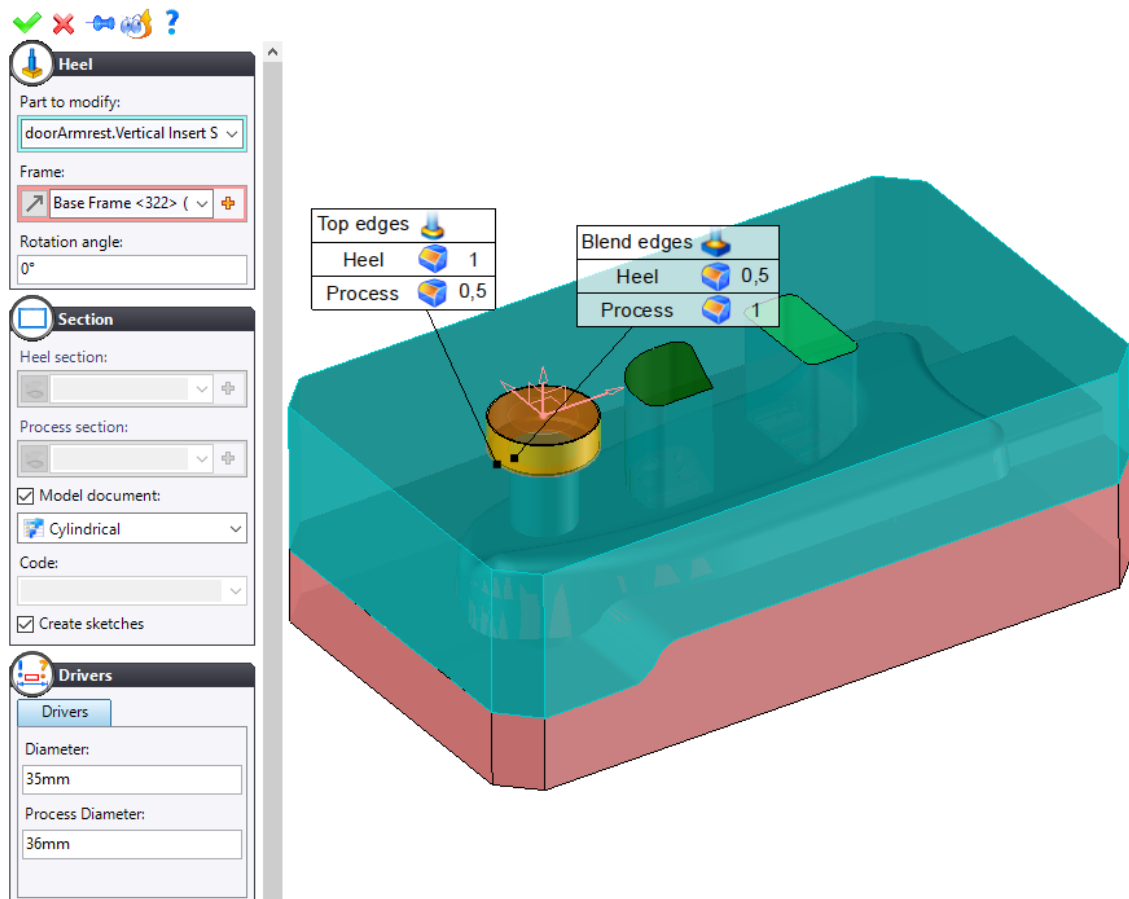 ?
Heel
Part to modify:
doorArmrest.Vertical Insert S
Frame:
Base Frame <322> (
Rotation angle:
0°
Section
Heel section:
Process section:
Model document:
Cylindrical
Code:
Create sketches
Drivers
Drivers
Diameter:
35mm
Process Diameter:
36mm
Top edges
Heel 1
Process 0,5
Blend edges
Heel 0,5
Process 1